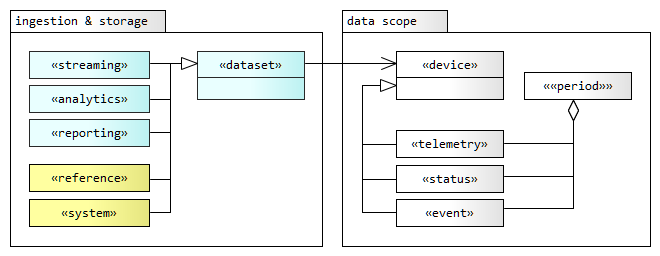 ingestion & storage
data scope
«streaming»
«dataset»
«device»
««period»»
«analytics»
«reporting»
«telemetry»
«reference»
«status»
«system»
«event»